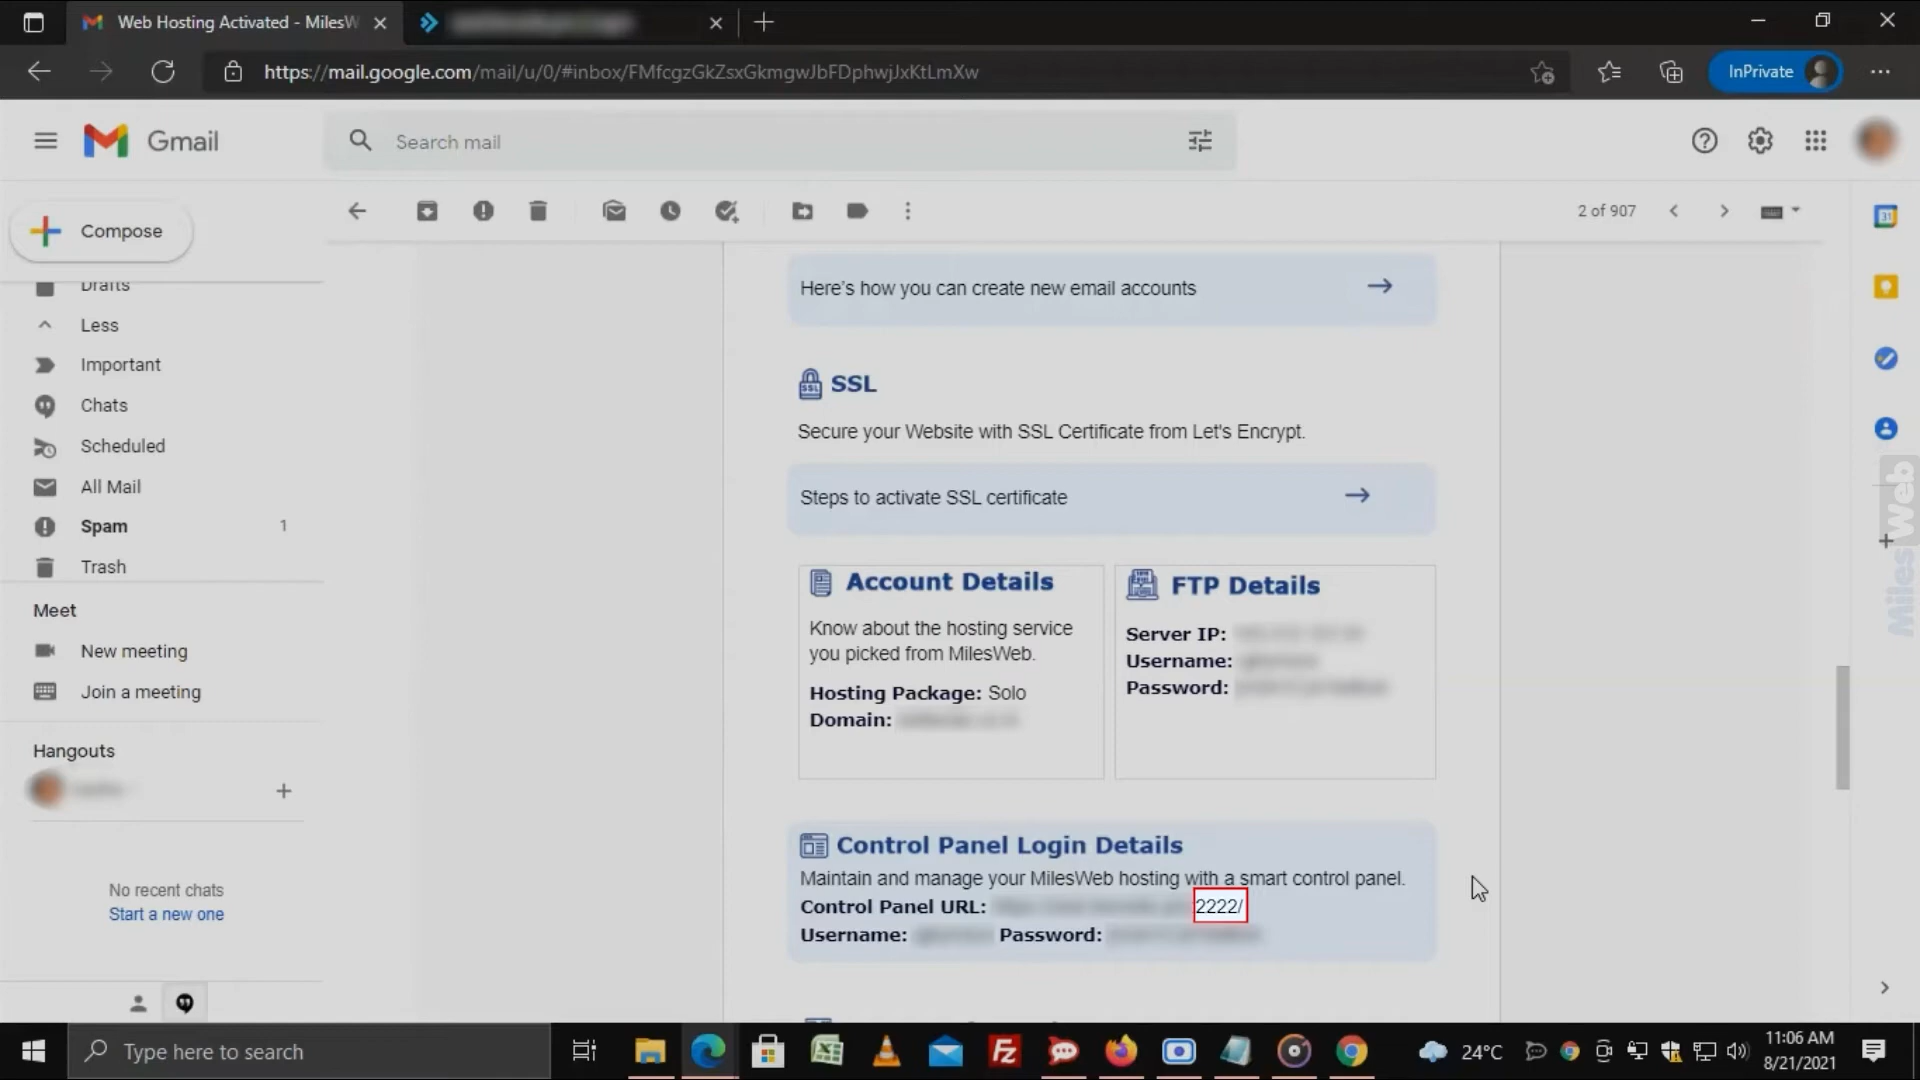 Web Hosting Activated - MilesW
https://mail.google.com/mail/u/0/#inbox/FMfcgzGkZsxGkmgwJbFDphwjJxKtLmXw
InPrivate
Gmail
Search mail
Compose
2 of 907
31
Drafts
Less
Important
Chats
Scheduled
All Mail
Spam 1
Trash
Meet
New meeting
Join a meeting
Hangouts
No recent chats
Start a new one
Here's how you can create new email accounts
SSL
SSL
Secure your Website with SSL Certificate from Let's Encrypt.
Steps to activate SSL certificate
Account Details
Know about the hosting service
you picked from MilesWeb.
Hosting Package: Solo
Domain:
FTP Details
Server IP:
Username:
Password:
Control Panel Login Details
Maintain and manage your MilesWeb hosting with a smart control panel.
Control Panel URL: 2222/
Username: Password:
MilesWeb
Type here to search
Fz
24°C
11:06 AM
8/21/2021